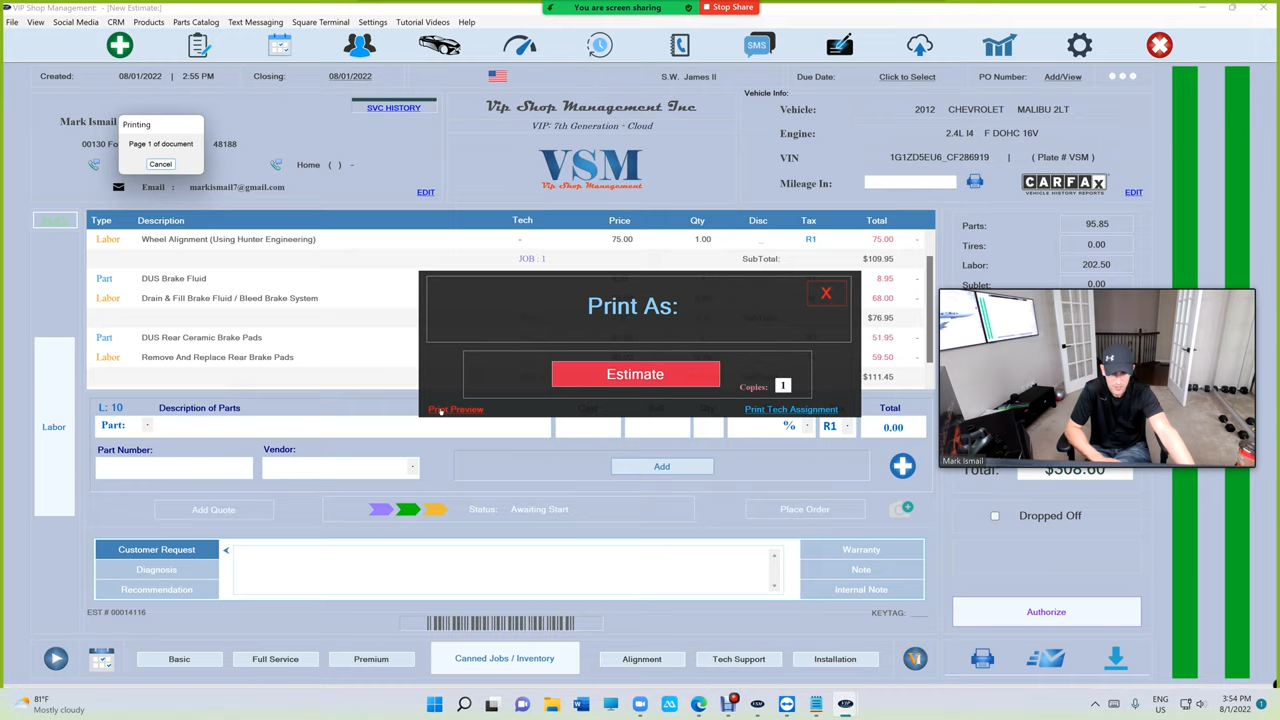 VIP Shop Management: - [New Estimate:]
You are screen sharing
Stop Share
File View Social Media CRM Products Parts Catalog Text Messaging Square Terminal Settings Tutorial Videos Help
SMS
Created: 08/01/2022 | 2:55 PM Closing: 08/01/2022
S.W. James II
Due Date: Click to Select PO Number: Add/View
SVC HISTORY
Mark Ismail
00130 Fo
48188
Home ( ) -
Email : markismail7@gmail.com
EDIT
Printing
Page 1 of document
Cancel
Vip Shop Management Inc
VIP: 7th Generation - Cloud
VSM
Vip Shop Management
Vehicle Info:
Vehicle: 2012 CHEVROLET MALIBU 2LT
Engine: 2.4L I4 F DOHC 16V
VIN 1G1ZD5EU6_CF286919 | ( Plate # VSM )
Mileage In:
CARFAX
VEHICLE HISTORY REPORTS
EDIT
Type Description Tech Price Qty Disc Tax Total
Labor Wheel Alignment (Using Hunter Engineering) - 75.00 1.00 R1 75.00 -
JOB : 1 SubTotal: $109.95
Part DUS Brake Fluid 8.95 -
Labor Drain & Fill Brake Fluid / Bleed Brake System 68.00 -
$76.95
Part DUS Rear Ceramic Brake Pads 51.95 -
Labor Remove And Replace Rear Brake Pads 59.50 -
$111.45
Parts: 95.85
Tires: 0.00
Labor: 202.50
Sublet: 0.00
Print As:
X
Estimate
Copies: 1
Print Preview
Print Tech Assignment
Labor
L: 10 Description of Parts Total
Part: % R1 0.00
Part Number: Vendor:
Add
Add Quote
Status: Awaiting Start
Place Order
Mark Ismail
Total: $308.60
Dropped Off
Customer Request
Diagnosis
Recommendation
Warranty
Note
Internal Note
EST # 00014116
KEYTAG: ____
Authorize
Basic Full Service Premium Canned Jobs / Inventory Alignment Tech Support Installation
81°F
Mostly cloudy
ENG
US
3:54 PM
8/1/2022